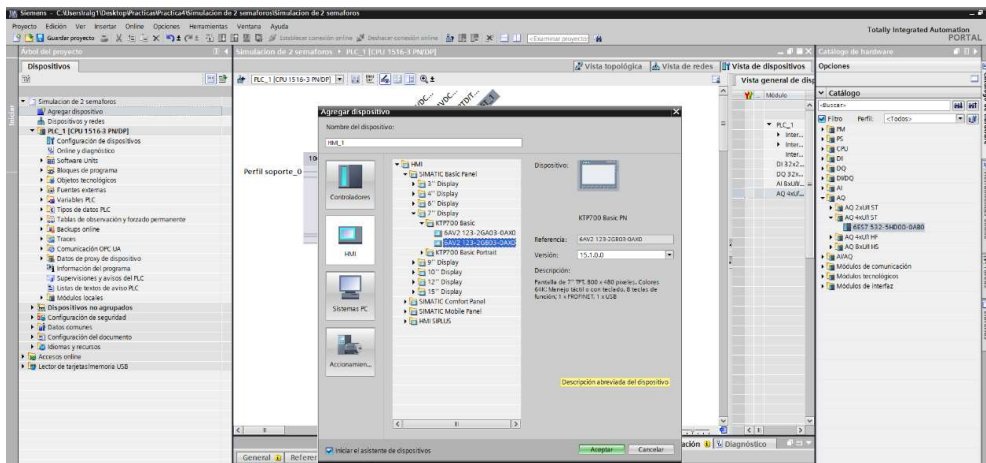 Siemens - C:\Users\ralg1\Desktop\Practicas\Practica4\Simulacion de 2 semaforos\Simulacion de 2 semaforos
Proyecto Edición Ver Insertar Online Opciones Herramientas Ventana Ayuda
Guardar proyecto
Establecer conexión online Deshacer conexión online
<Examinar proyecto>
Totally Integrated Automation
PORTAL
Árbol del proyecto
Simulacion de 2 semaforos PLC_1 [CPU 1516-3 PN/DP]
Catálogo de hardware
Dispositivos
Vista topológica
Vista de redes
Vista de dispositivos
Opciones
PLC_1 [CPU 1516-3 PN/DP]
Vista general de disp
Iniciar
Simulacion de 2 semaforos
Agregar dispositivo
Dispositivos y redes
PLC_1 [CPU 1516-3 PN/DP]
Configuración de dispositivos
Online y diagnóstico
Software Units
Bloques de programa
Objetos tecnológicos
Fuentes externas
Variables PLC
Tipos de datos PLC
Tablas de observación y forzado permanente
Backups online
Traces
Comunicación OPC UA
Datos de proxy de dispositivo
Información del programa
Supervisiones y avisos del PLC
Listas de textos de aviso PLC
Módulos locales
Dispositivos no agrupados
Configuración de seguridad
Datos comunes
Configuración del documento
Idiomas y recursos
Accesos online
Lector de tarjetas/memoria USB
Perfil soporte_0
10
Agregar dispositivo
Nombre del dispositivo:
HMI_1
Controladores
HMI
Sistemas PC
Accionamien...
HMI
SIMATIC Basic Panel
3" Display
4" Display
6" Display
7" Display
KTP700 Basic
6AV2 123-2GA03-0AX0
6AV2 123-2GB03-0AX0
KTP700 Basic Portrait
9" Display
10" Display
12" Display
15" Display
SIMATIC Comfort Panel
SIMATIC Mobile Panel
HMI SIPLUS
Dispositivo:
KTP700 Basic PN
Referencia: 6AV2 123-2GB03-0AX0
Versión: 15.1.0.0
Descripción:
Pantalla de 7" TFT, 800 x 480 píxeles, Colores
64K; Manejo táctil o con teclado, 8 teclas de
función; 1 x PROFINET, 1 x USB
Descripción abreviada del dispositivo
Iniciar el asistente de dispositivos
Aceptar
Cancelar
General
Módulo
PLC_1
Inter...
Inter...
Inter...
DI 32x2...
DQ 32x...
AI 8xU/I/...
AQ 4xU/...
Diagnóstico
Catálogo
<Buscar>
Filtro
Perfil: <Todos>
PM
PS
CPU
DI
DQ
DI/DQ
AI
AQ
AQ 2xU/I ST
AQ 4xU/I ST
6ES7 532-5HD00-0AB0
AQ 4xU/I HF
AQ 8xU/I HS
AI/AQ
Módulos de comunicación
Módulos tecnológicos
Módulos de interfaz